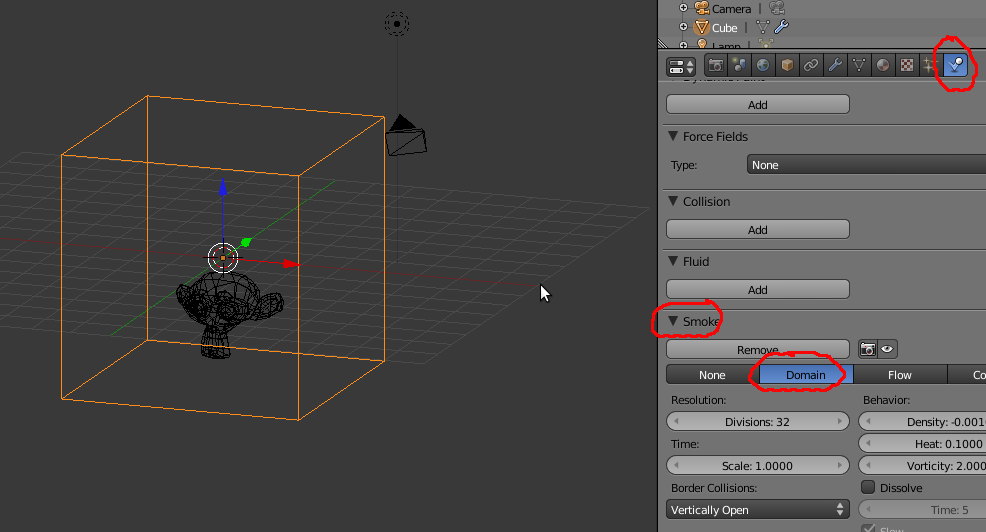 Camera
Cube
Lamp
Add
Force Fields
Type: None
Collision
Add
Fluid
Add
Smoke
Remove
None Domain Flow Co
Resolution: Behavior:
Divisions: 32 Density: -0.001
Time: Heat: 0.1000
Scale: 1.0000 Vorticity: 2.000
Border Collisions: Dissolve
Vertically Open Time: 5
Slow